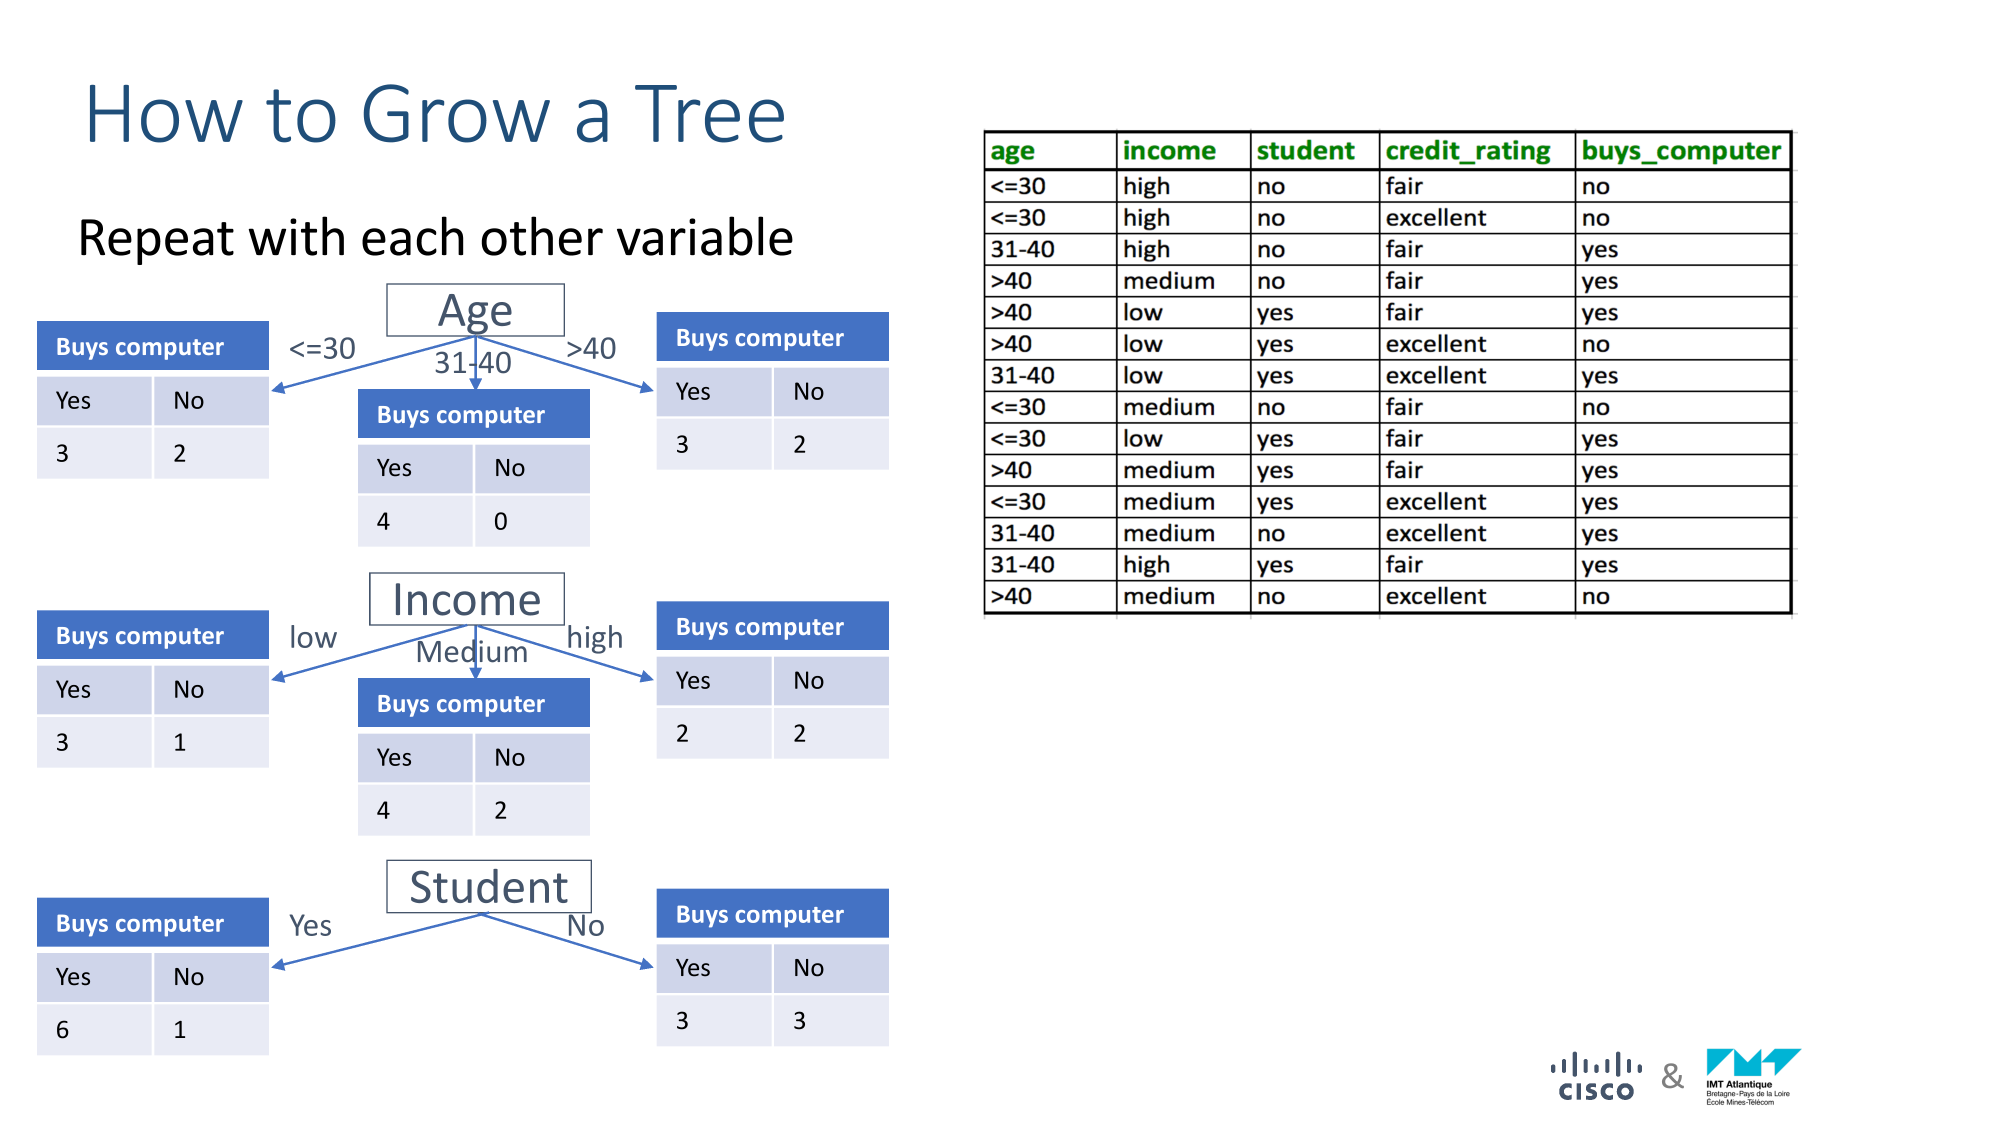 How to Grow a Tree
Repeat with each other variable
Age
<=30
31-40
>40
Buys computer
Yes No
3 2
Buys computer
Yes No
4 0
Buys computer
Yes No
3 2
Income
low
Medium
high
Buys computer
Yes No
3 1
Buys computer
Yes No
4 2
Buys computer
Yes No
2 2
Student
Yes
No
Buys computer
Yes No
6 1
Buys computer
Yes No
3 3
age income student credit_rating buys_computer
<=30 high no fair no
<=30 high no excellent no
31-40 high no fair yes
>40 medium no fair yes
>40 low yes fair yes
>40 low yes excellent no
31-40 low yes excellent yes
<=30 medium no fair no
<=30 low yes fair yes
>40 medium yes fair yes
<=30 medium yes excellent yes
31-40 medium no excellent yes
31-40 high yes fair yes
>40 medium no excellent no
CISCO
&
IMT Atlantique
Bretagne-Pays de la Loire
École Mines-Télécom